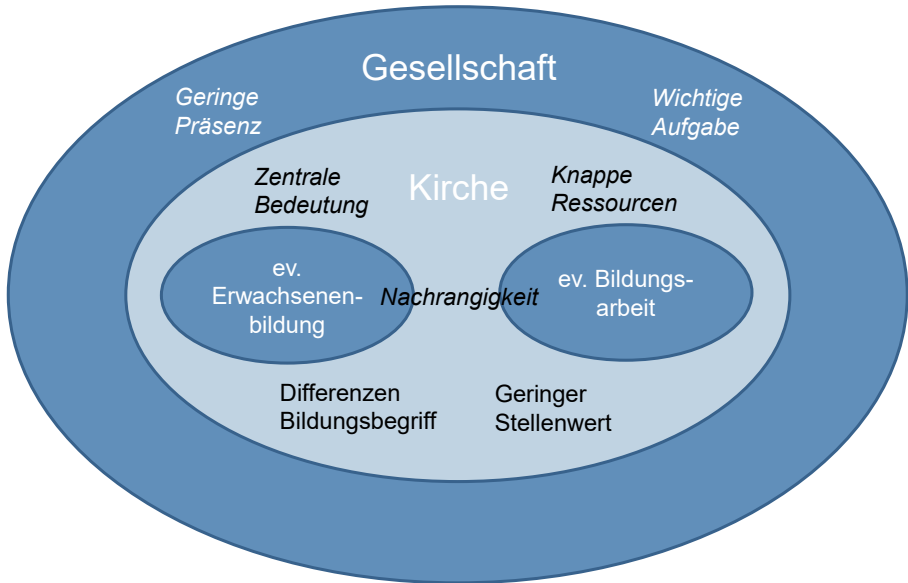 Gesellschaft
Geringe
Präsenz
Wichtige
Aufgabe
Zentrale
Bedeutung
Kirche
Knappe
Ressourcen
ev.
Erwachsenen-
bildung
Nachrangigkeit
ev. Bildungs-
arbeit
Differenzen
Bildungsbegriff
Geringer
Stellenwert